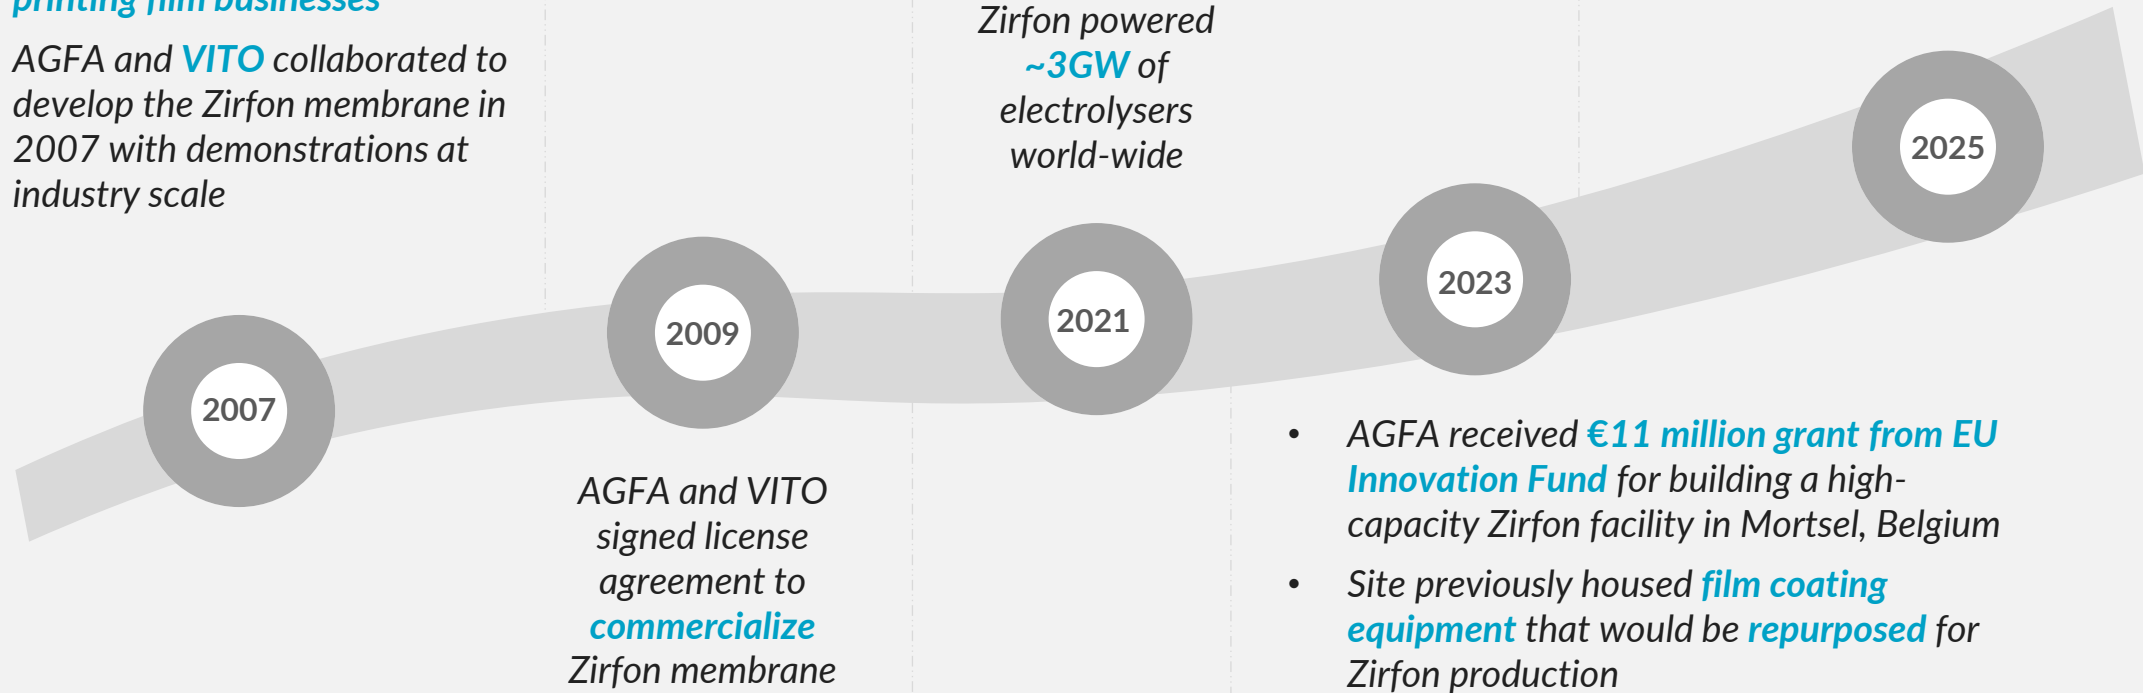 printing film businesses
AGFA and VITO collaborated to
develop the Zirfon membrane in
2007 with demonstrations at
industry scale
Zirfon powered
~3GW of
electrolysers
world-wide
2007
2009
2021
2023
2025
AGFA and VITO
signed license
agreement to
commercialize
Zirfon membrane
• AGFA received €11 million grant from EU
Innovation Fund for building a high-
capacity Zirfon facility in Mortsel, Belgium
• Site previously housed film coating
equipment that would be repurposed for
Zirfon production